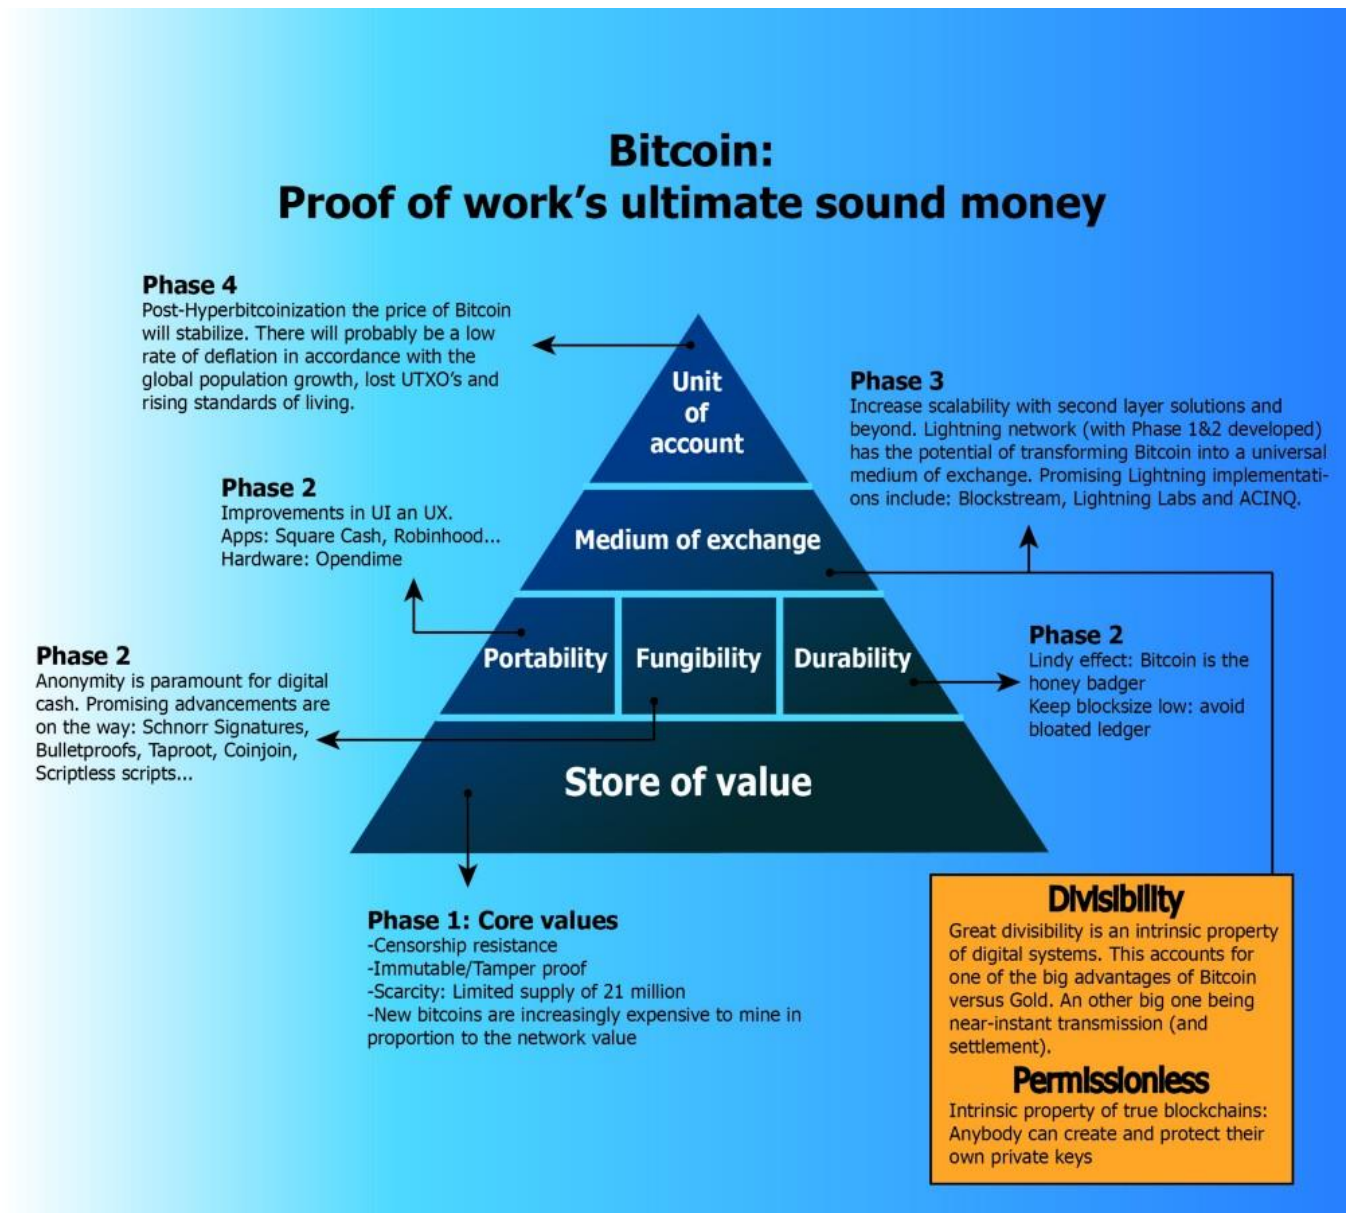 Bitcoin:
Proof of work's ultimate sound money
Phase 4
Post-Hyperbitcoinization the price of Bitcoin
will stabilize. There will probably be a low
rate of deflation in accordance with the
global population growth, lost UTXO's and
rising standards of living.
Unit
of
account
Phase 3
Increase scalability with second layer solutions and
beyond. Lightning network (with Phase 1&2 developed)
has the potential of transforming Bitcoin into a universal
medium of exchange. Promising Lightning implementati-
ons include: Blockstream, Lightning Labs and ACINQ.
Phase 2
Improvements in UI an UX.
Apps: Square Cash, Robinhood...
Hardware: Opendime
Medium of exchange
Phase 2
Anonymity is paramount for digital
cash. Promising advancements are
on the way: Schnorr Signatures,
Bulletproofs, Taproot, Coinjoin,
Scriptless scripts...
Portability
Fungibility
Durability
Phase 2
Lindy effect: Bitcoin is the
honey badger
Keep blocksize low: avoid
bloated ledger
Store of value
Phase 1: Core values
-Censorship resistance
-Immutable/Tamper proof
-Scarcity: Limited supply of 21 million
-New bitcoins are increasingly expensive to mine in
proportion to the network value
Divisibility
Great divisibility is an intrinsic property
of digital systems. This accounts for
one of the big advantages of Bitcoin
versus Gold. An other big one being
near-instant transmission (and
settlement).
Permissionless
Intrinsic property of true blockchains:
Anybody can create and protect their
own private keys